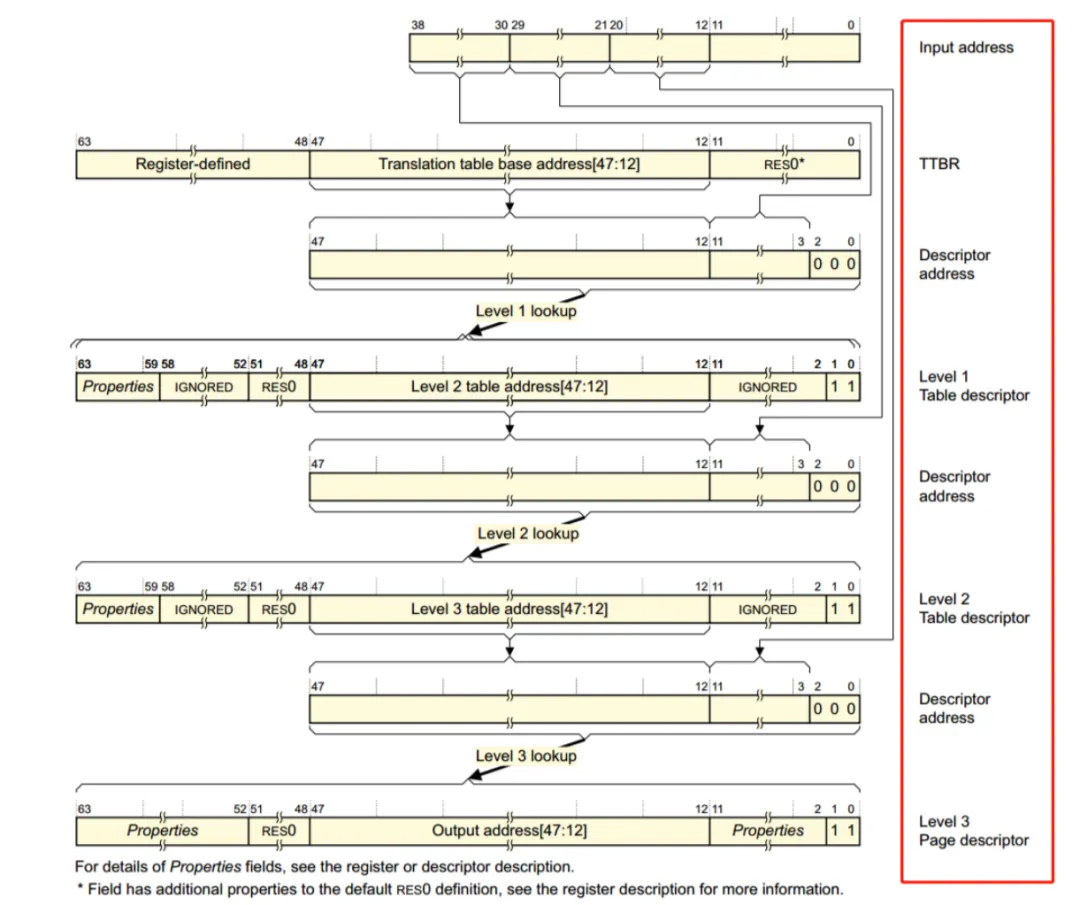 38 30 29 21 20 12 11 0
Input address
63 48 47 12 11 0
Register-defined Translation table base address[47:12] RES0* TTBR
47 12 11 3 2 0
0 0 0
Descriptor
address
Level 1 lookup
63 59 58 52 51 48 47 12 11 2 1 0
Properties IGNORED RES0 Level 2 table address[47:12] IGNORED 1 1
Level 1
Table descriptor
47 12 11 3 2 0
0 0 0
Descriptor
address
Level 2 lookup
63 59 58 52 51 48 47 12 11 2 1 0
Properties IGNORED RES0 Level 3 table address[47:12] IGNORED 1 1
Level 2
Table descriptor
47 12 11 3 2 0
0 0 0
Descriptor
address
Level 3 lookup
63 52 51 48 47 12 11 2 1 0
Properties RES0 Output address[47:12] Properties 1 1
Level 3
Page descriptor
For details of Properties fields, see the register or descriptor description.
* Field has additional properties to the default RES0 definition, see the register description for more information.